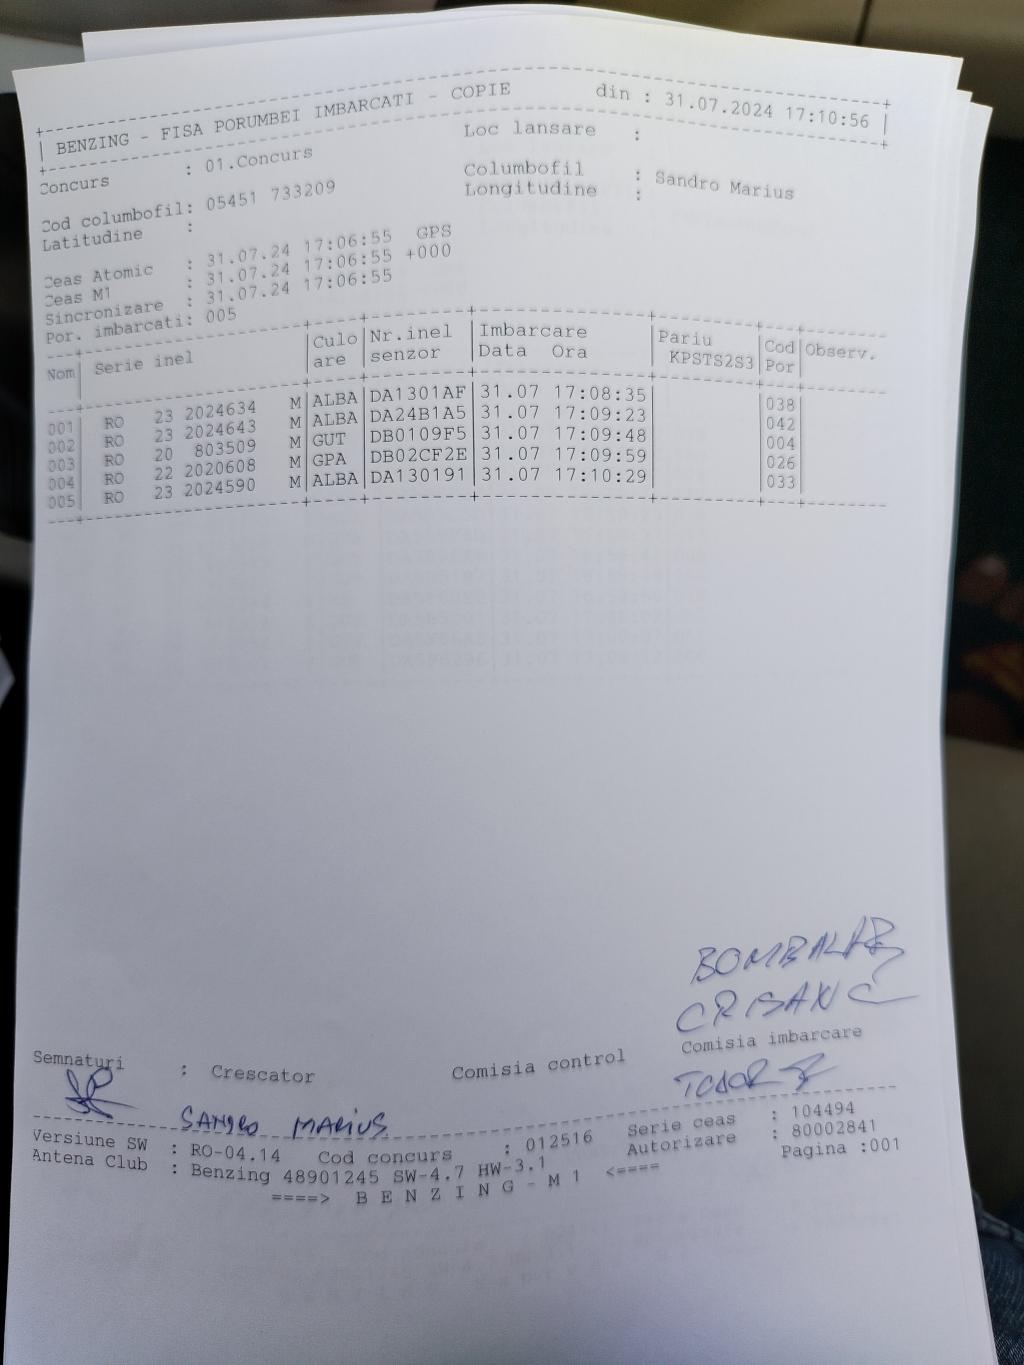 BENZING - FISA PORUMBEI IMBARCATI - COPIE din : 31.07.2024 17:10:56
Concurs : 01.Concurs Loc lansare :
Cod columbofil: 05451 733209 Columbofil : Sandro Marius
Latitudine : Longitudine :
Ceas Atomic : 31.07.24 17:06:55 GPS
Ceas M1 : 31.07.24 17:06:55 +000
Sincronizare : 31.07.24 17:06:55
Por. imbarcati: 005
Nom Serie inel Culo Nr.inel Imbarcare Pariu Cod Observ.
are senzor Data Ora KPSTS2S3 Por
001 RO 23 2024634 M ALBA DA1301AF 31.07 17:08:35 038
002 RO 23 2024643 M ALBA DA24B1A5 31.07 17:09:23 042
003 RO 20 803509 M GUT DB0109F5 31.07 17:09:48 004
004 RO 22 2020608 M GPA DB02CF2E 31.07 17:09:59 026
005 RO 23 2024590 M ALBA DA130191 31.07 17:10:29 033
BOMBALAR
CRISAN C
Semnaturi : Crescator Comisia control Comisia imbarcare
SANDRO MARIUS
Versiune SW : RO-04.14 Cod concurs : 012516 Serie ceas : 104494
Antena Club : Benzing 48901245 SW-4.7 HW-3.1 Autorizare : 80002841
====> B E N Z I N G - M 1 <==== Pagina :001